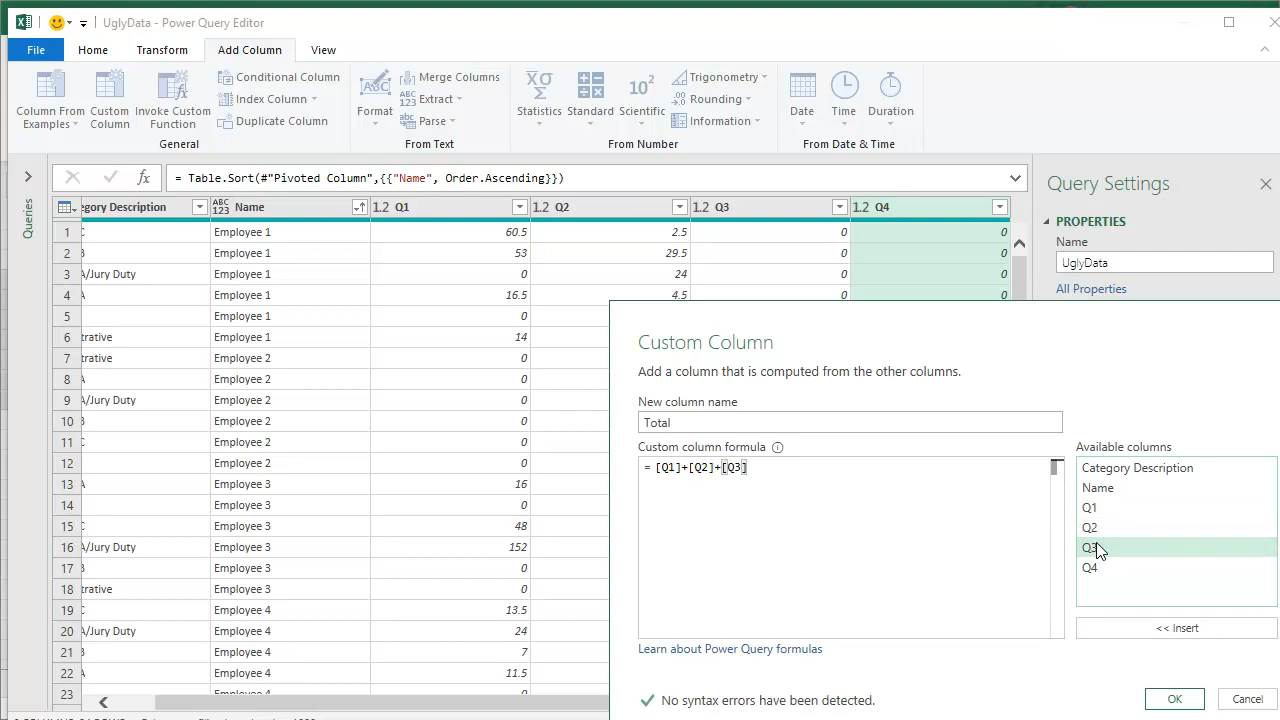 UglyData - Power Query Editor
File Home Transform Add Column View
Column From Examples
Custom Column
Invoke Custom Function
Conditional Column
Index Column
Duplicate Column
General
Format
Merge Columns
Extract
Parse
From Text
Statistics
Standard
Scientific
Trigonometry
Rounding
Information
From Number
Date
Time
Duration
From Date & Time
= Table.Sort(#"Pivoted Column",{{"Name", Order.Ascending}})
Queries
egory Description ABC 123 Name 1.2 Q1 1.2 Q2 1.2 Q3 1.2 Q4
1 C Employee 1 60.5 2.5 0 0
2 B Employee 1 53 29.5 0 0
3 A/Jury Duty Employee 1 0 24 0 0
4 A Employee 1 16.5 4.5 0 0
5 Employee 1 0
6 trative Employee 1 14
7 trative Employee 2 0
8 A Employee 2 0
9 A/Jury Duty Employee 2 0
10 B Employee 2 0
11 C Employee 2 0
12 Employee 2 0
13 A Employee 3 16
14 Employee 3 0
15 C Employee 3 48
16 A/Jury Duty Employee 3 152
17 B Employee 3 0
18 trative Employee 3 0
19 C Employee 4 13.5
20 A/Jury Duty Employee 4 24
21 B Employee 4 7
22 A Employee 4 11.5
23
Query Settings
PROPERTIES
Name
UglyData
All Properties
Custom Column
Add a column that is computed from the other columns.
New column name
Total
Custom column formula
= [Q1]+[Q2]+[Q3]
Available columns
Category Description
Name
Q1
Q2
Q3
Q4
<< Insert
Learn about Power Query formulas
No syntax errors have been detected.
OK
Cancel